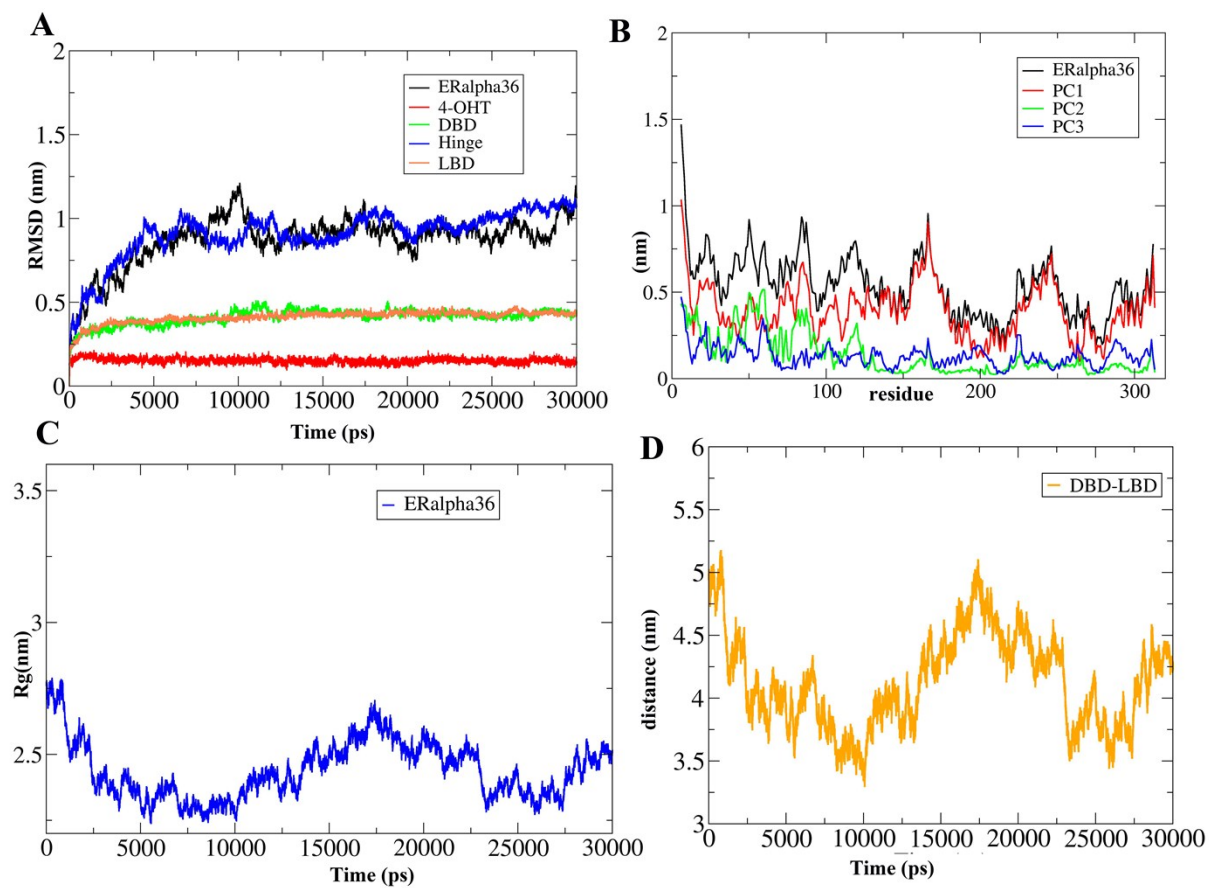 A
RMSD (nm)
2
1.5
1
0.5
0
ERalpha36
4-OHT
DBD
Hinge
LBD
0 5000 10000 15000 20000 25000 30000
Time (ps)
B
(nm)
2
1.5
1
0.5
0
ERalpha36
PC1
PC2
PC3
0 100 200 300
residue
C
Rg(nm)
3.5
3
2.5
ERalpha36
0 5000 10000 15000 20000 25000 30000
Time (ps)
D
distance (nm)
6
5.5
5
4.5
4
3.5
3
DBD-LBD
0 5000 10000 15000 20000 25000 30000
Time (ps)